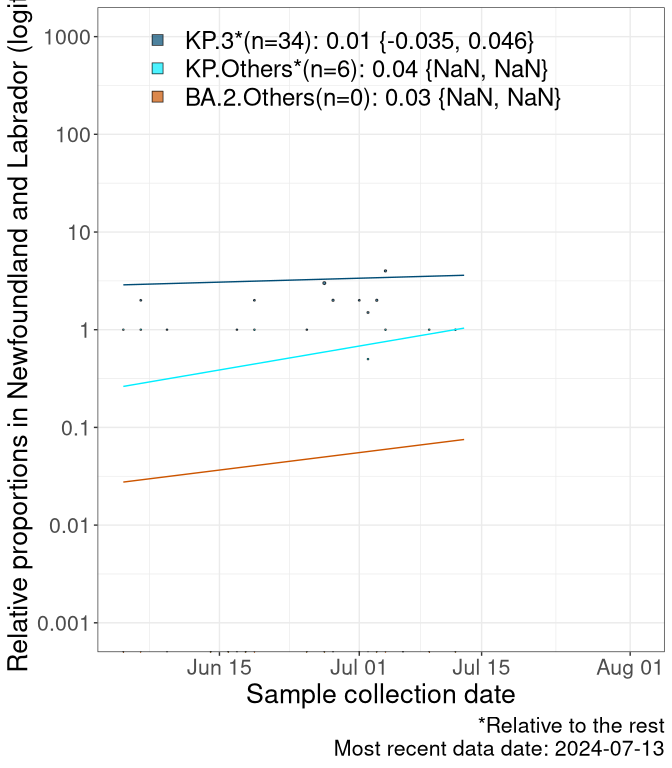 Relative proportions in Newfoundland and Labrador (logit
KP.3*(n=34): 0.01 {-0.035, 0.046}
KP.Others*(n=6): 0.04 {NaN, NaN}
BA.2.Others(n=0): 0.03 {NaN, NaN}
1000
100
10
1
0.1
0.01
0.001
Jun 15 Jul 01 Jul 15 Aug 01
Sample collection date
*Relative to the rest
Most recent data date: 2024-07-13